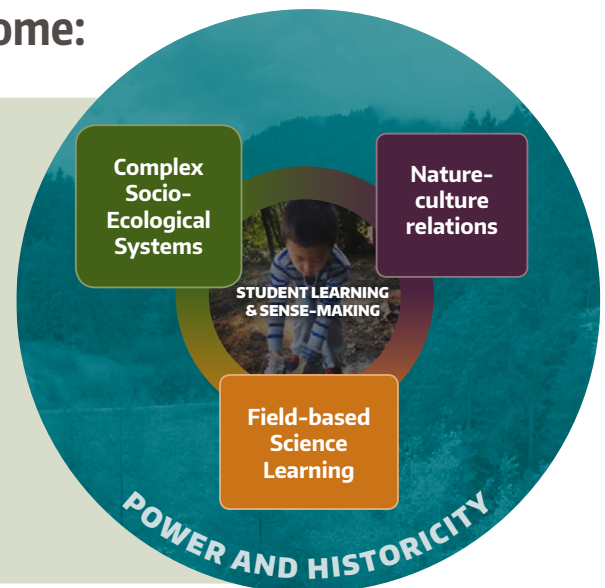 ome:
Complex
Socio-
Ecological
Systems
Nature-
culture
relations
STUDENT LEARNING
& SENSE-MAKING
Field-based
Science
Learning
POWER AND HISTORICITY